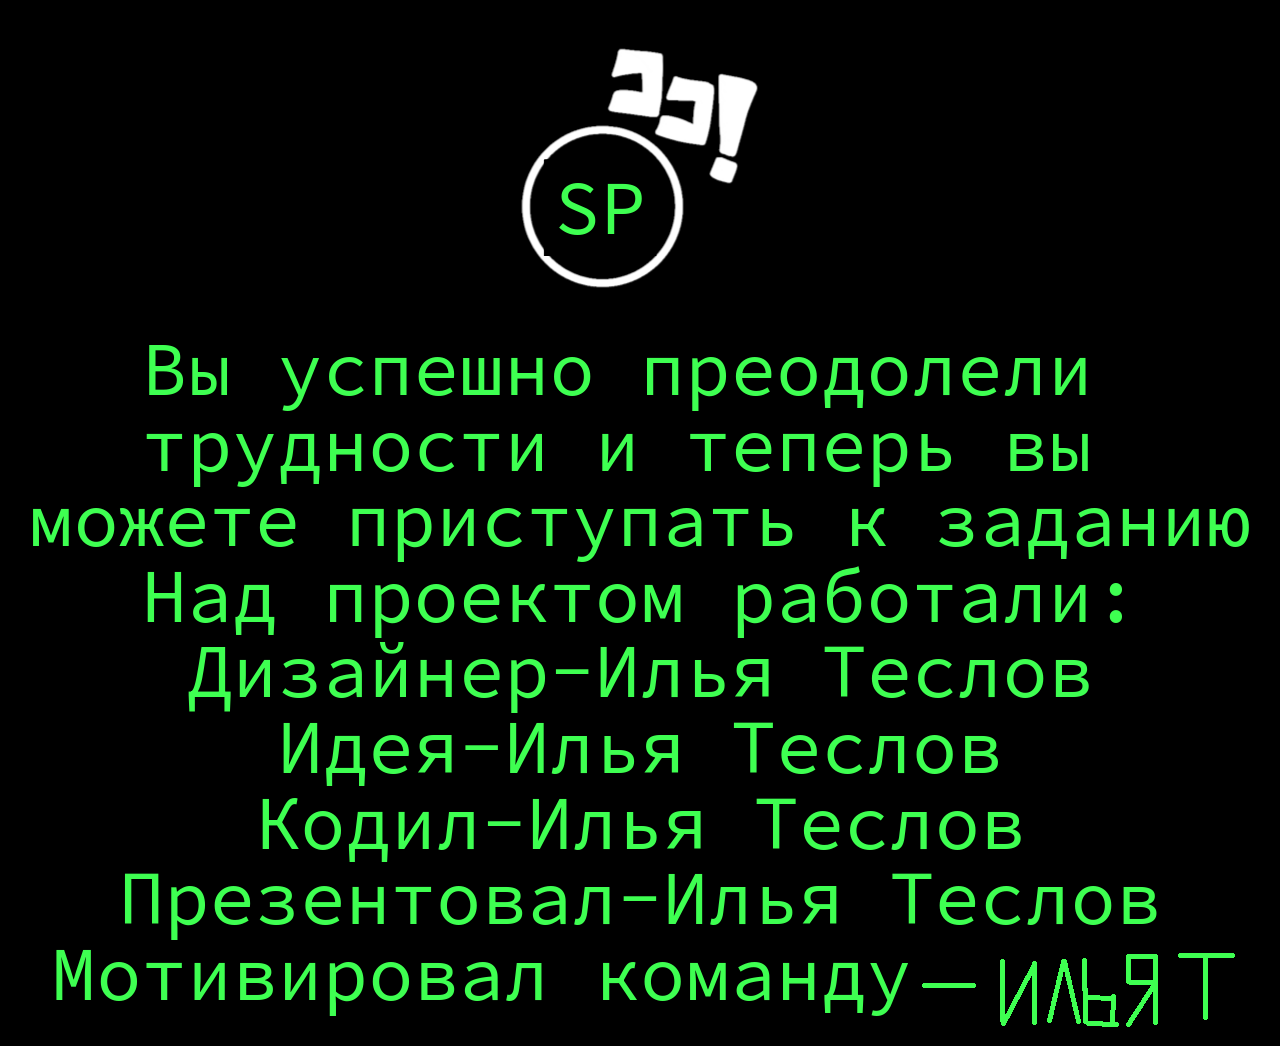 ככ!
SP
Вы успешно преодолели
трудности и теперь вы
можете приступать к заданию
Над проектом работали:
Дизайнер-Илья Теслов
Идея-Илья Теслов
Кодил-Илья Теслов
Презентовал-Илья Теслов
Мотивировал команду—ИЛЬЯ Т